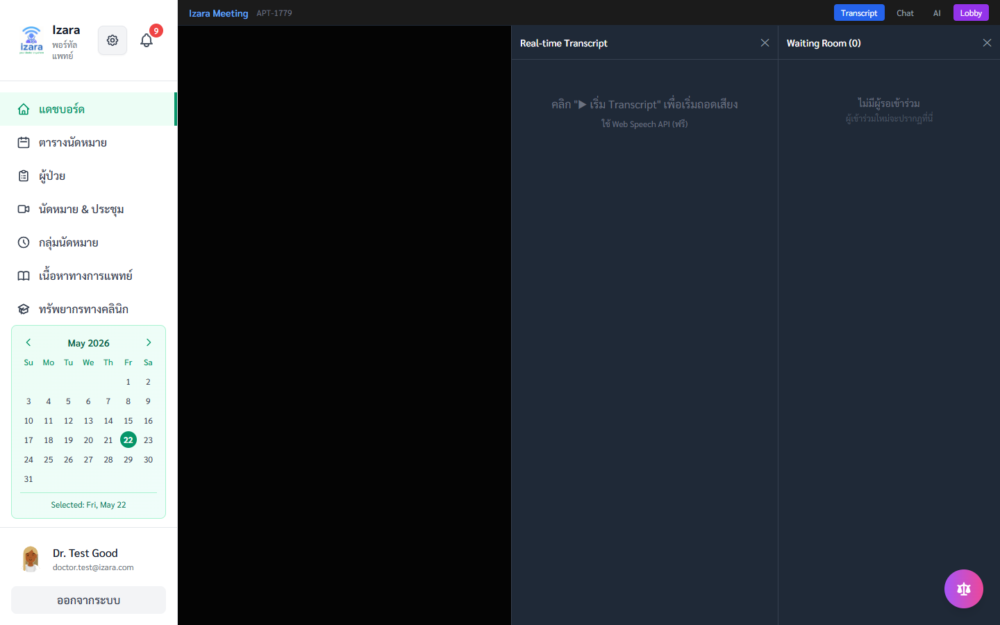 izara
Izara
พอร์ทัล
แพทย์
9
แดชบอร์ด
ตารางนัดหมาย
ผู้ป่วย
นัดหมาย & ประชุม
กลุ่มนัดหมาย
เนื้อหาทางการแพทย์
ทรัพยากรทางคลินิก
May 2026
Su Mo Tu We Th Fr Sa
1 2
3 4 5 6 7 8 9
10 11 12 13 14 15 16
17 18 19 20 21 22 23
24 25 26 27 28 29 30
31
Selected: Fri, May 22
Dr. Test Good
doctor.test@izara.com
ออกจากระบบ
Izara Meeting APT-1779
Transcript Chat AI Lobby
Real-time Transcript
คลิก "▶ เริ่ม Transcript" เพื่อเริ่มถอดเสียง
ใช้ Web Speech API (ฟรี)
Waiting Room (0)
ไม่มีผู้รอเข้าร่วม
ผู้เข้าร่วมใหม่จะปรากฏที่นี่